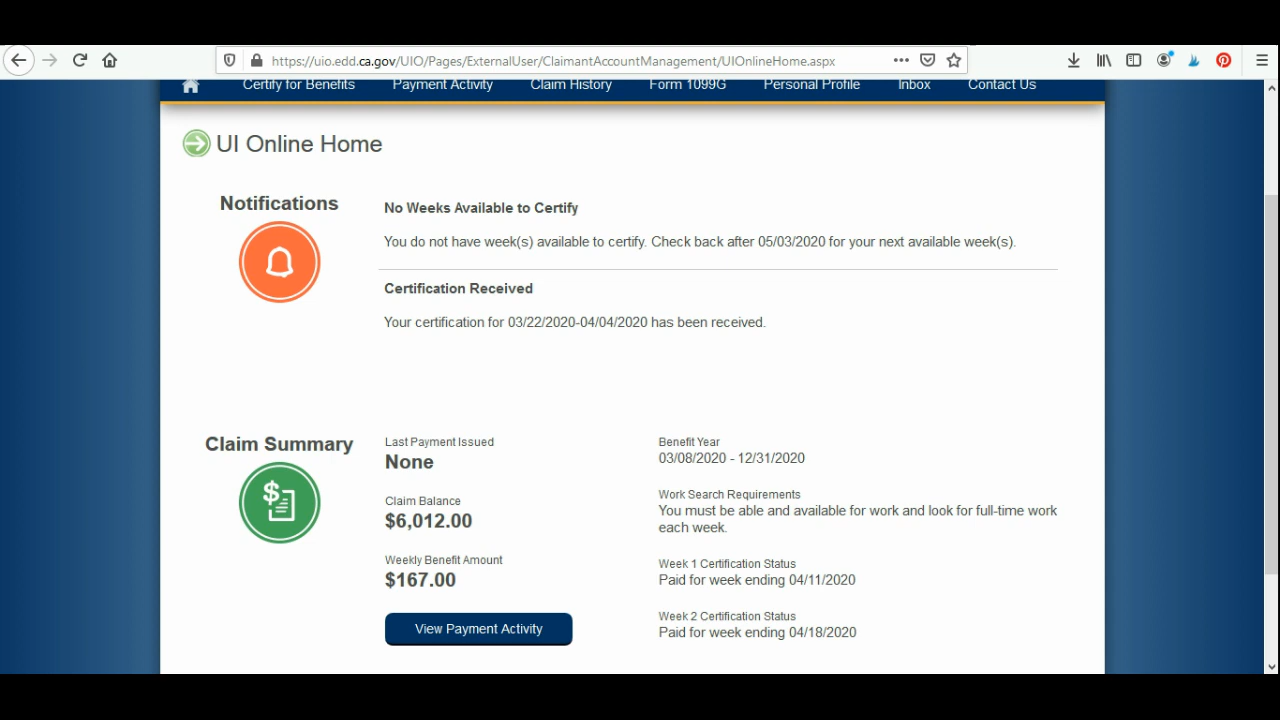 https://uio.edd.ca.gov/UIO/Pages/ExternalUser/ClaimantAccountManagement/UIOnlineHome.aspx
Certify for Benefits Payment Activity Claim History Form 1099G Personal Profile Inbox Contact Us
UI Online Home
Notifications
No Weeks Available to Certify
You do not have week(s) available to certify. Check back after 05/03/2020 for your next available week(s).
Certification Received
Your certification for 03/22/2020-04/04/2020 has been received.
Claim Summary
Last Payment Issued
None
Claim Balance
$6,012.00
Weekly Benefit Amount
$167.00
View Payment Activity
Benefit Year
03/08/2020 - 12/31/2020
Work Search Requirements
You must be able and available for work and look for full-time work
each week.
Week 1 Certification Status
Paid for week ending 04/11/2020
Week 2 Certification Status
Paid for week ending 04/18/2020